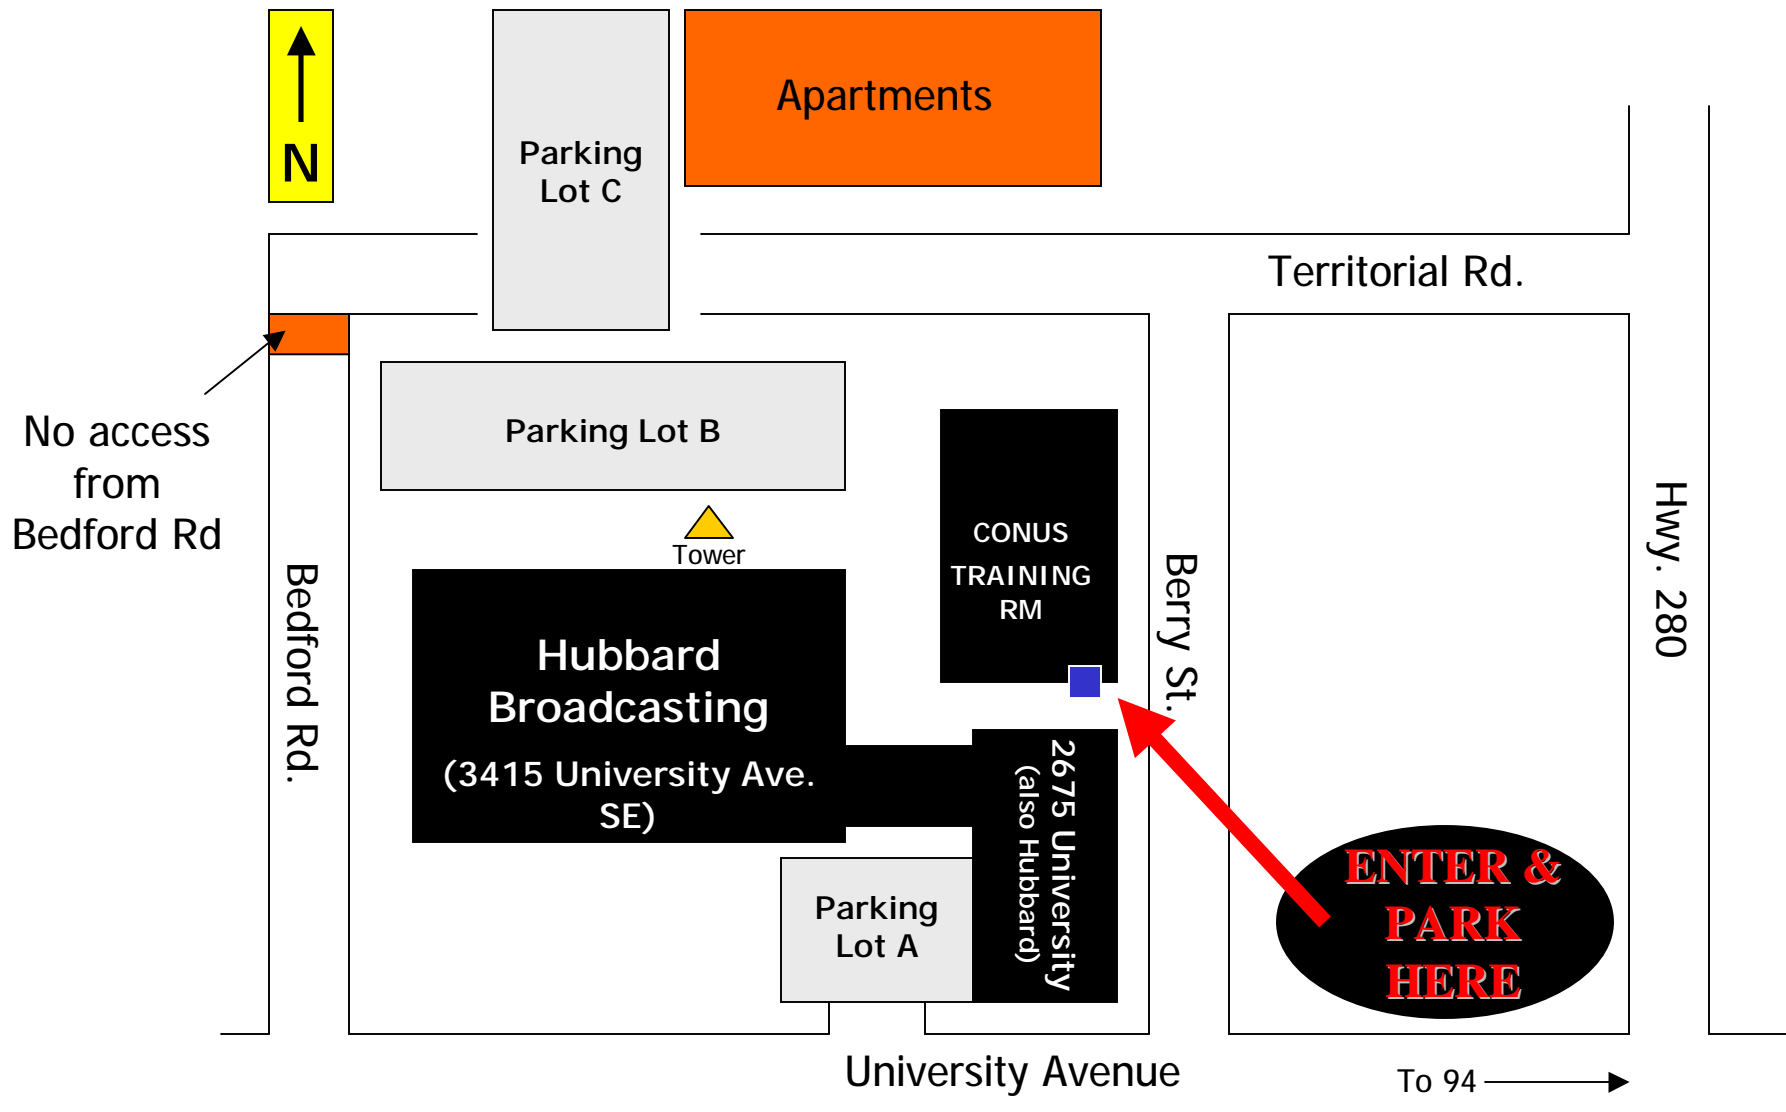 N
Parking
Lot C
Apartments
Territorial Rd.
No access
from
Bedford Rd
Parking Lot B
Tower
CONUS
TRAINING
RM
Bedford Rd.
Hubbard
Broadcasting
(3415 University Ave.
SE)
Berry St.
Hwy. 280
2675 University
(also Hubbard)
Parking
Lot A
ENTER &
PARK
HERE
University Avenue
To 94